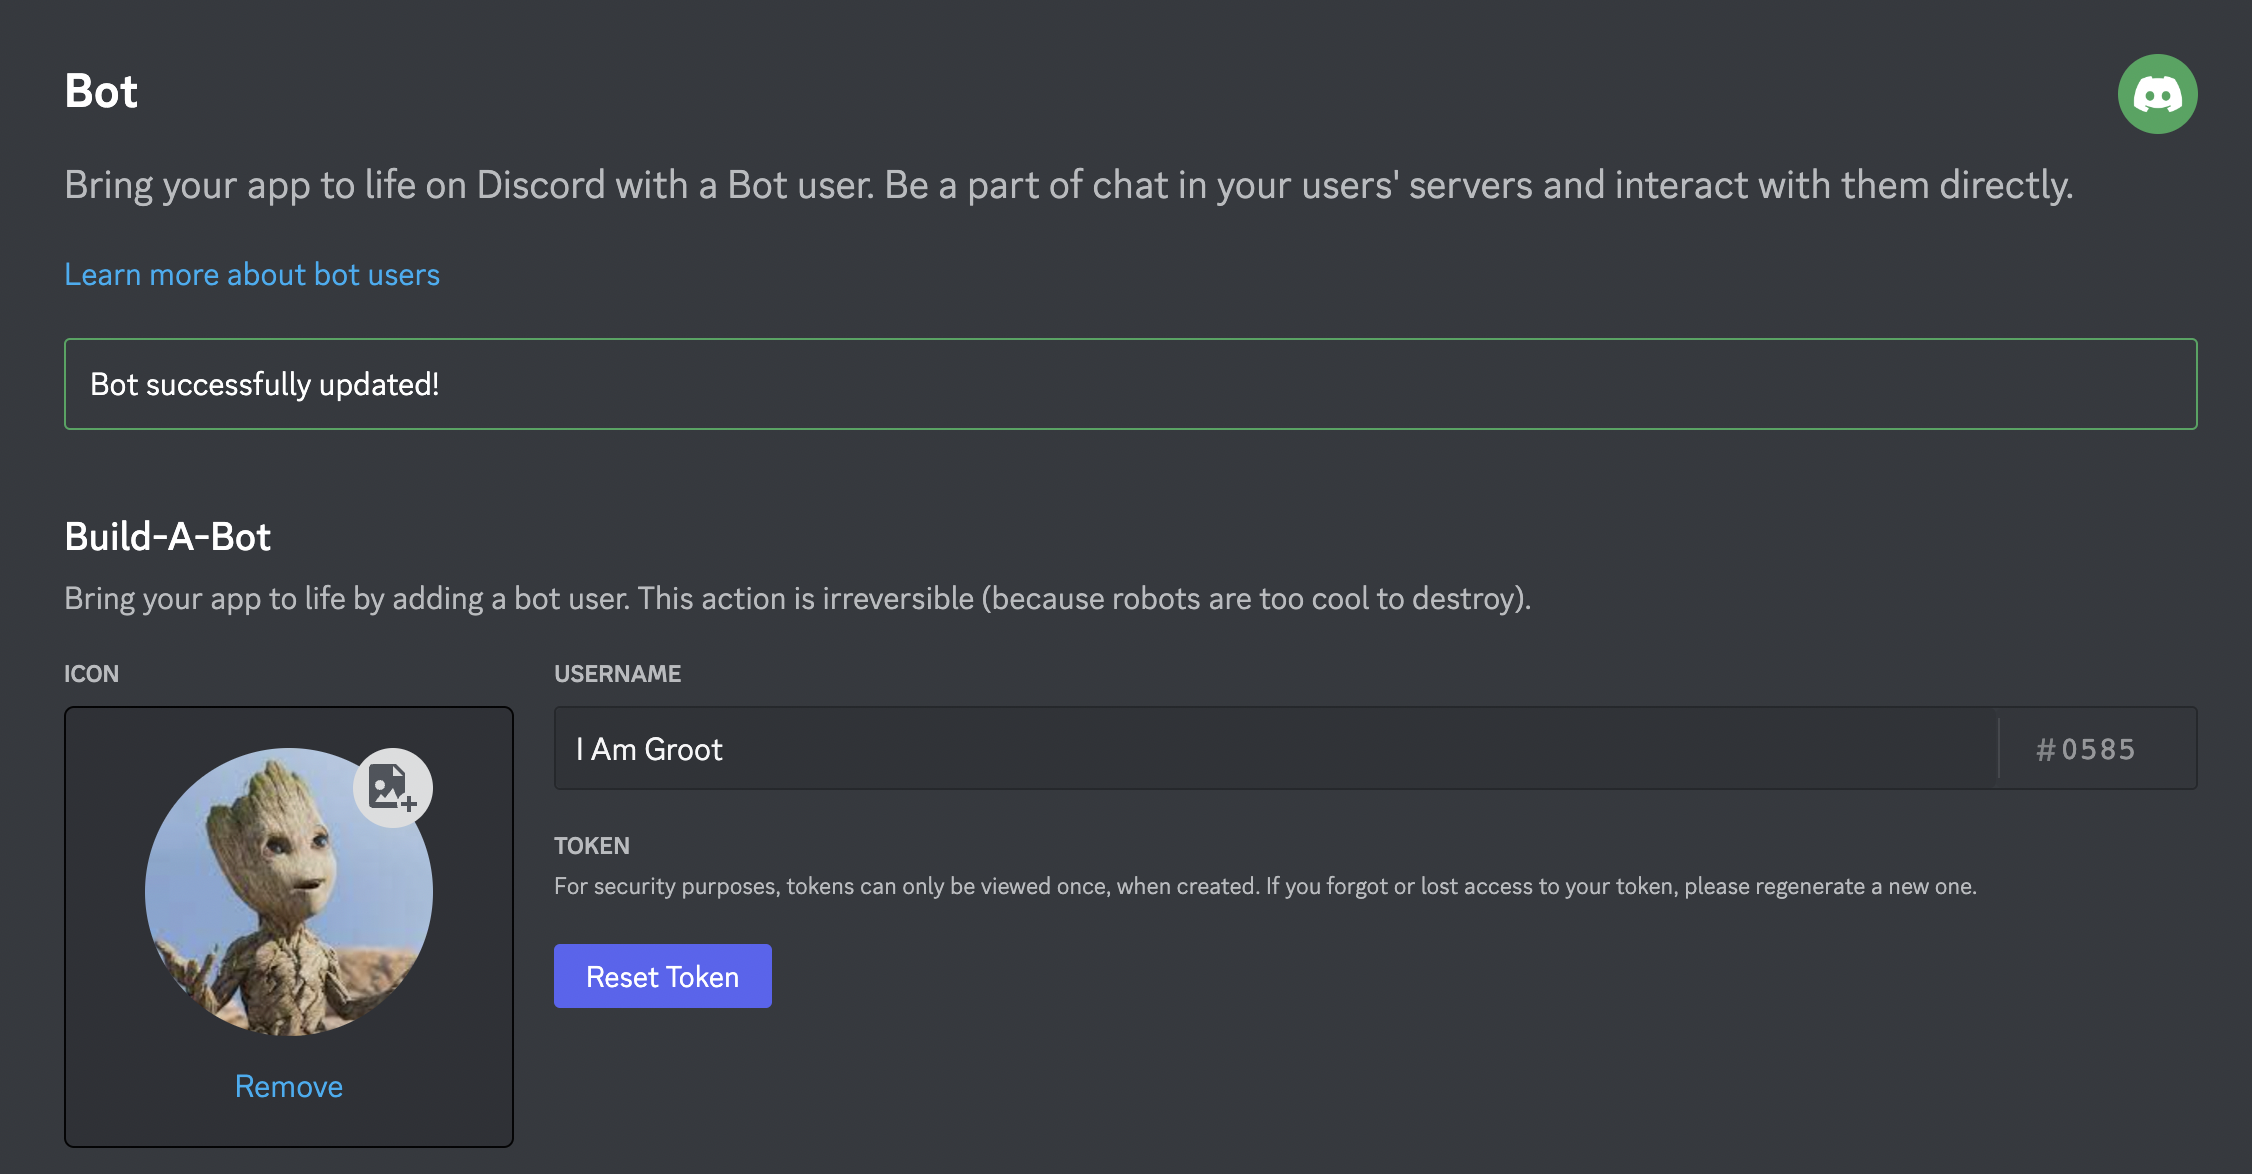 Bot
Bring your app to life on Discord with a Bot user. Be a part of chat in your users' servers and interact with them directly.
Learn more about bot users
Bot successfully updated!
Build-A-Bot
Bring your app to life by adding a bot user. This action is irreversible (because robots are too cool to destroy).
ICON
USERNAME
I Am Groot
#0585
TOKEN
For security purposes, tokens can only be viewed once, when created. If you forgot or lost access to your token, please regenerate a new one.
Reset Token
Remove